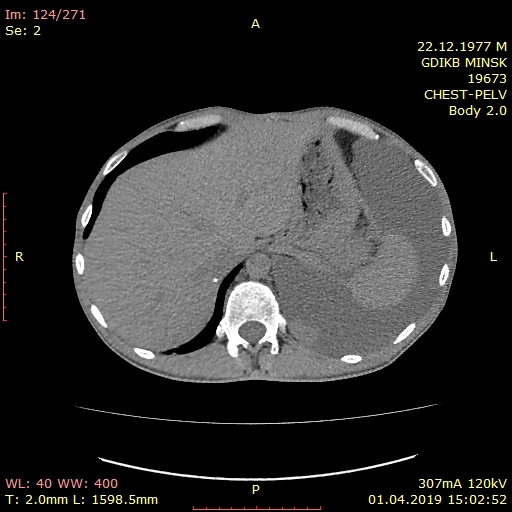 Im: 124/271
Se: 2
A
22.12.1977 M
GDIKB MINSK
19673
CHEST-PELV
Body 2.0
R
L
WL: 40 WW: 400
T: 2.0mm L: 1598.5mm
P
307mA 120kV
01.04.2019 15:02:52